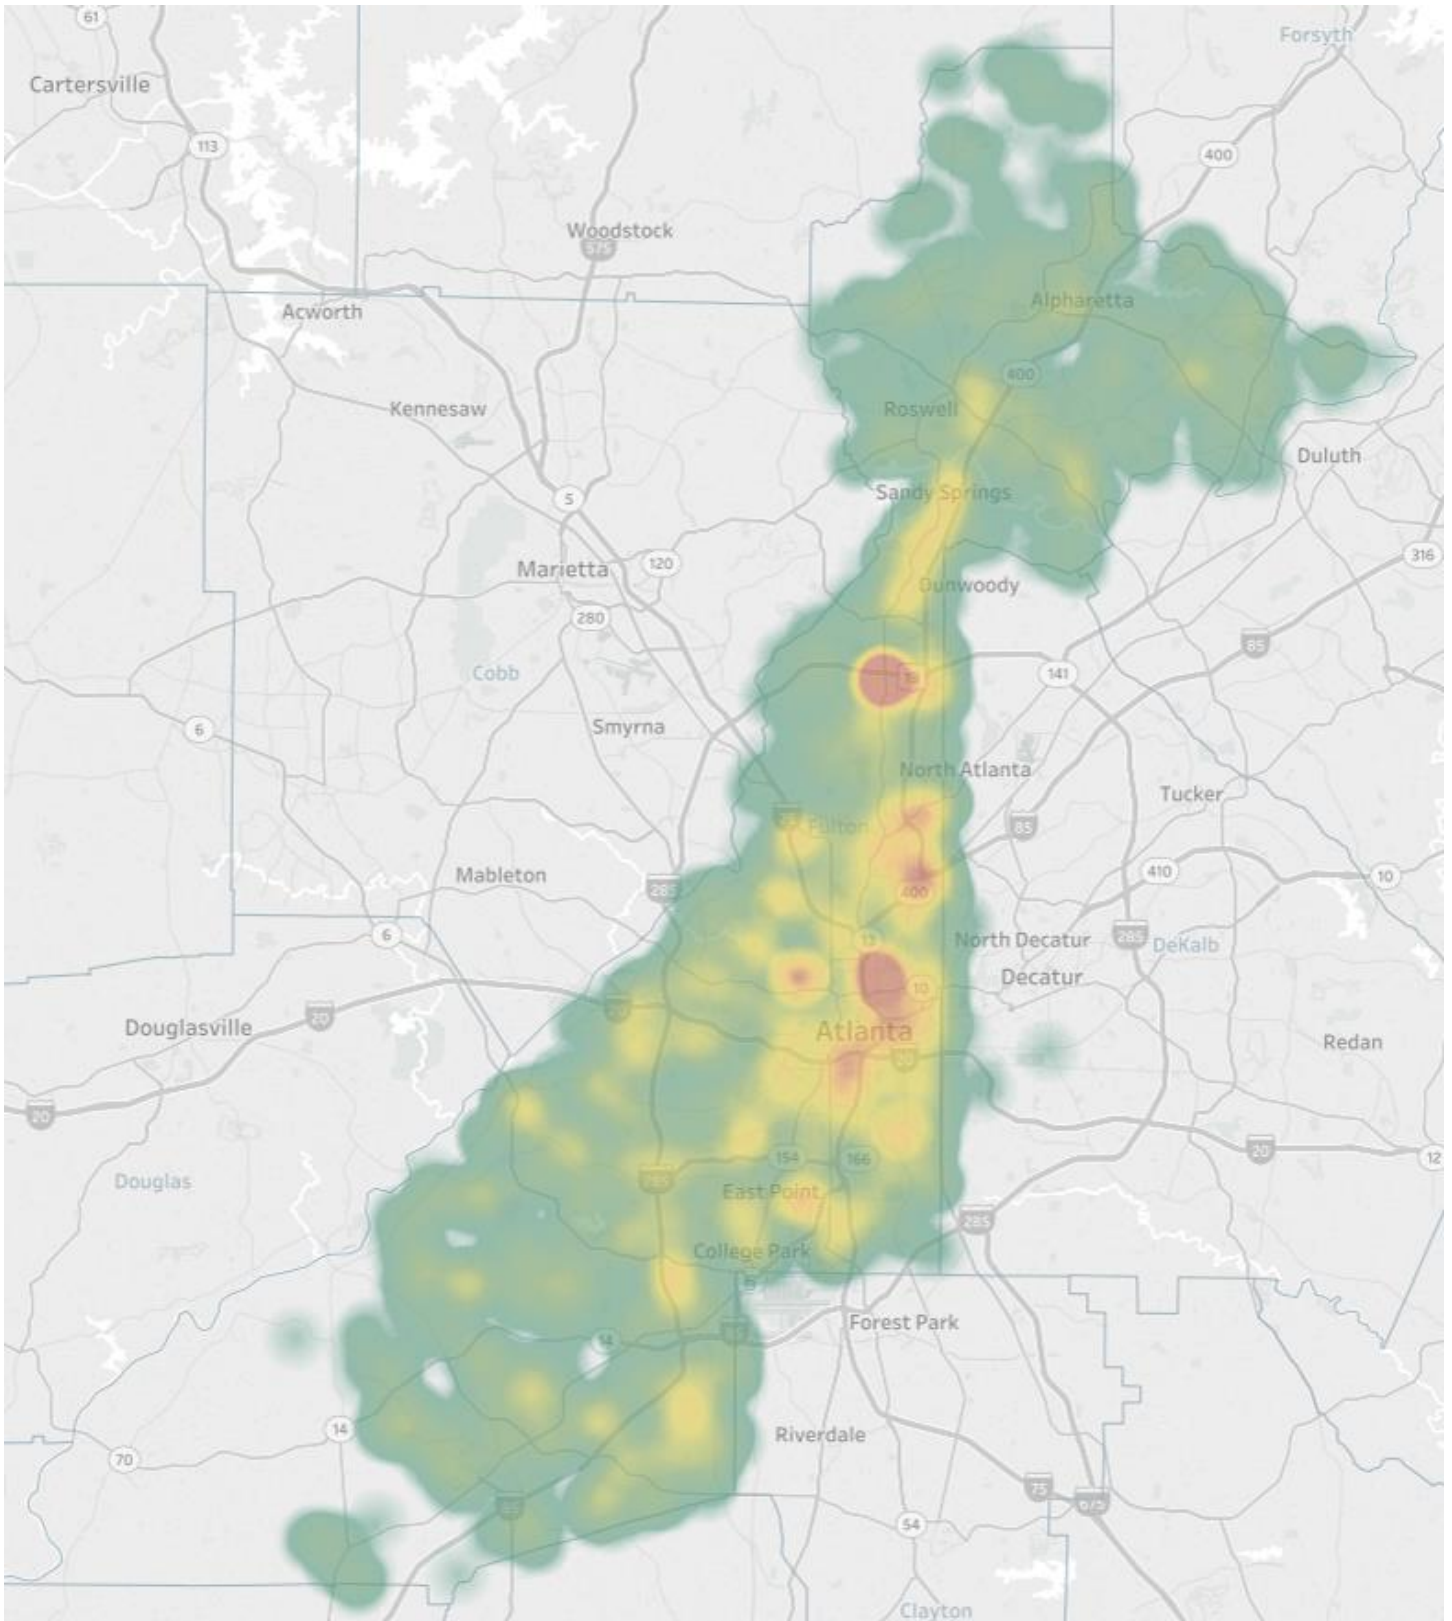 61
Forsyth
Cartersville
113
400
Woodstock
575
Alpharetta
Acworth
400
Kennesaw
Roswell
Duluth
Sandy Springs
5
316
Marietta
120
Dunwoody
280
85
Cobb
19
141
6
Smyrna
North Atlanta
Tucker
Fulton
85
Mableton
285
400
410
10
6
13
North Decatur
285
DeKalb
Decatur
10
20
Douglasville
Atlanta
Redan
20
20
154
166
20
12
Douglas
285
East Point
285
College Park
Forest Park
14
14
Riverdale
70
75
675
85
54
Clayton